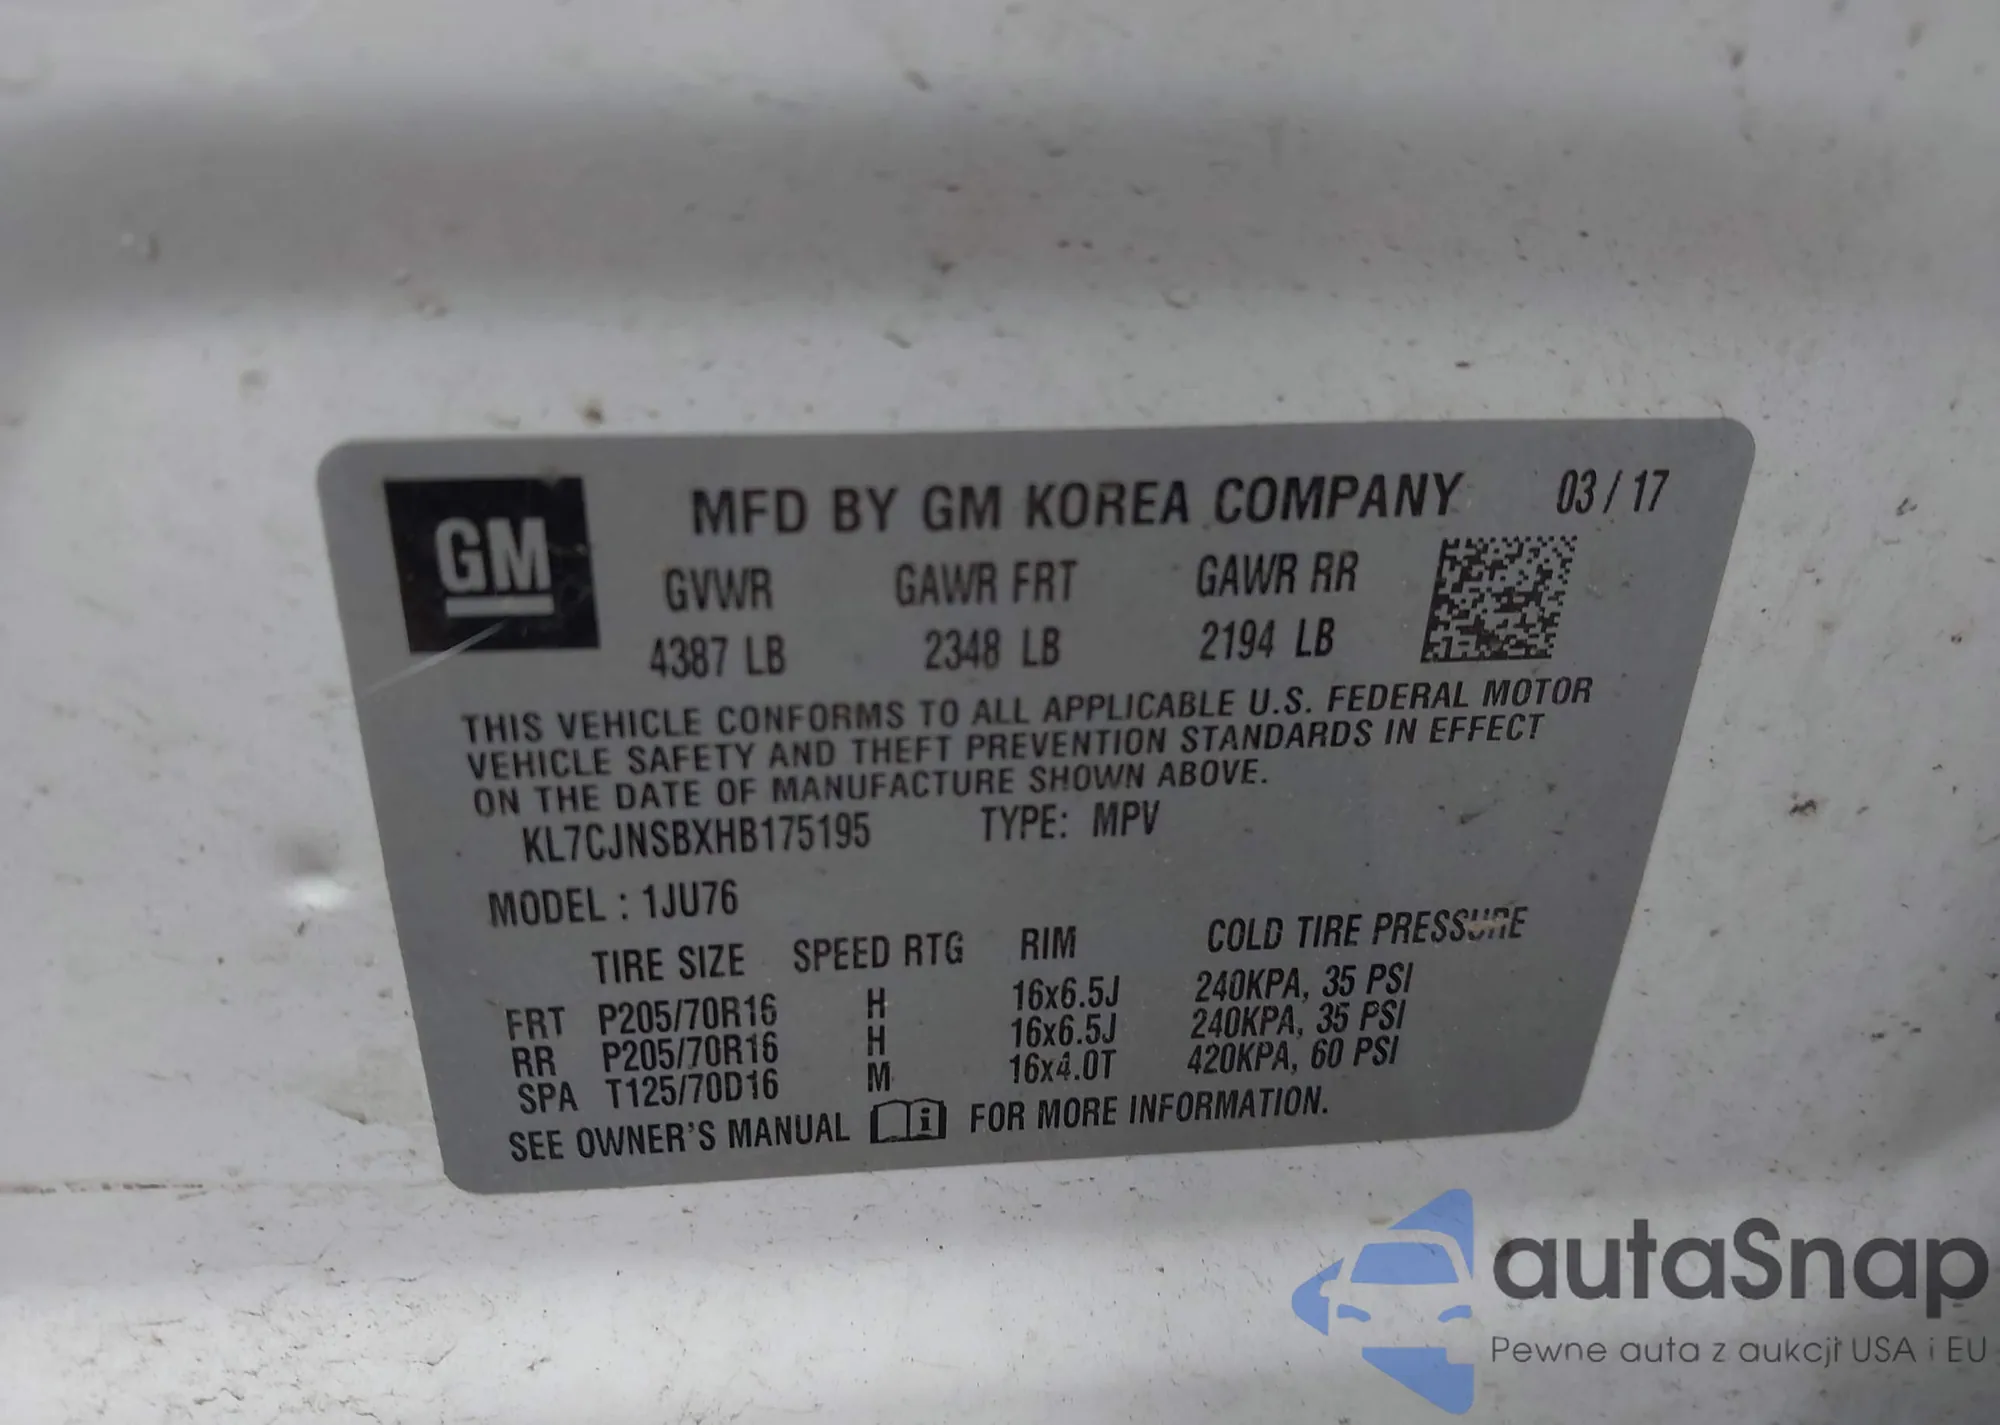 GM
MFD BY GM KOREA COMPANY 03/17
GVWR GAWR FRT GAWR RR
4387 LB 2348 LB 2194 LB
THIS VEHICLE CONFORMS TO ALL APPLICABLE U.S. FEDERAL MOTOR
VEHICLE SAFETY AND THEFT PREVENTION STANDARDS IN EFFECT
ON THE DATE OF MANUFACTURE SHOWN ABOVE.
KL7CJNSBXHB175195 TYPE: MPV
MODEL : 1JU76
TIRE SIZE SPEED RTG RIM COLD TIRE PRESSURE
FRT P205/70R16 H 16x6.5J 240KPA, 35 PSI
RR P205/70R16 H 16x6.5J 240KPA, 35 PSI
SPA T125/70D16 M 16x4.0T 420KPA, 60 PSI
SEE OWNER'S MANUAL i FOR MORE INFORMATION.
autaSnap
Pewne auta z aukcji USA i EU